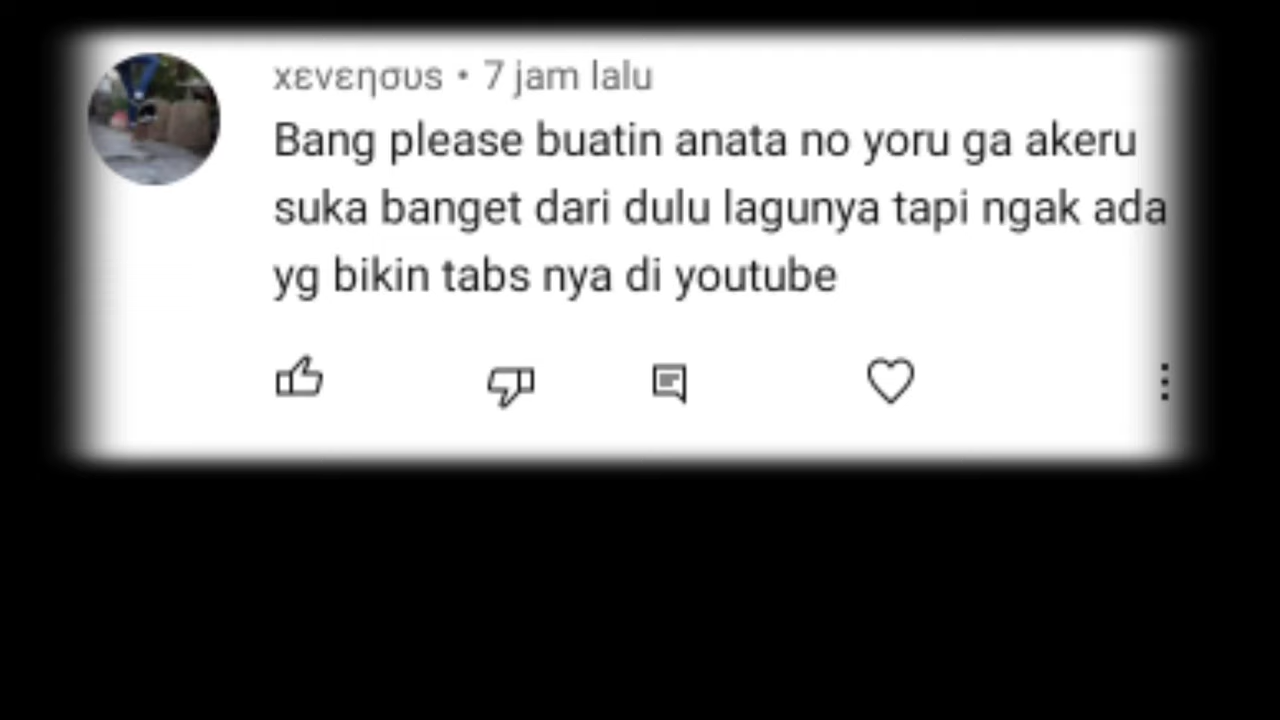 χενεησυs • 7 jam lalu
Bang please buatin anata no yoru ga akeru
suka banget dari dulu lagunya tapi ngak ada
yg bikin tabs nya di youtube